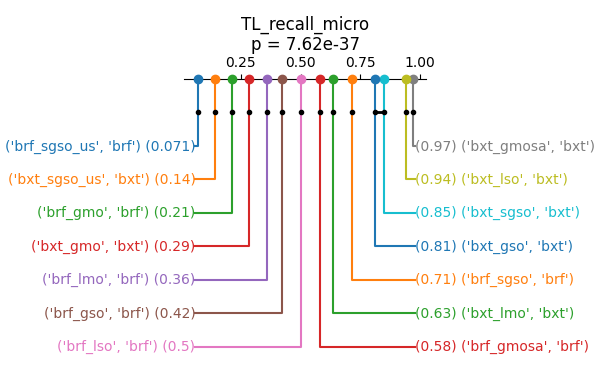 TL_recall_micro
p = 7.62e-37
0.25 0.50 0.75 1.00
('brf_sgso_us', 'brf') (0.071)
(0.97) ('bxt_gmosa', 'bxt')
('bxt_sgso_us', 'bxt') (0.14)
(0.94) ('bxt_lso', 'bxt')
('brf_gmo', 'brf') (0.21)
(0.85) ('bxt_sgso', 'bxt')
('bxt_gmo', 'bxt') (0.29)
(0.81) ('bxt_gso', 'bxt')
('brf_lmo', 'brf') (0.36)
(0.71) ('brf_sgso', 'brf')
('brf_gso', 'brf') (0.42)
(0.63) ('bxt_lmo', 'bxt')
('brf_lso', 'brf') (0.5)
(0.58) ('brf_gmosa', 'brf')